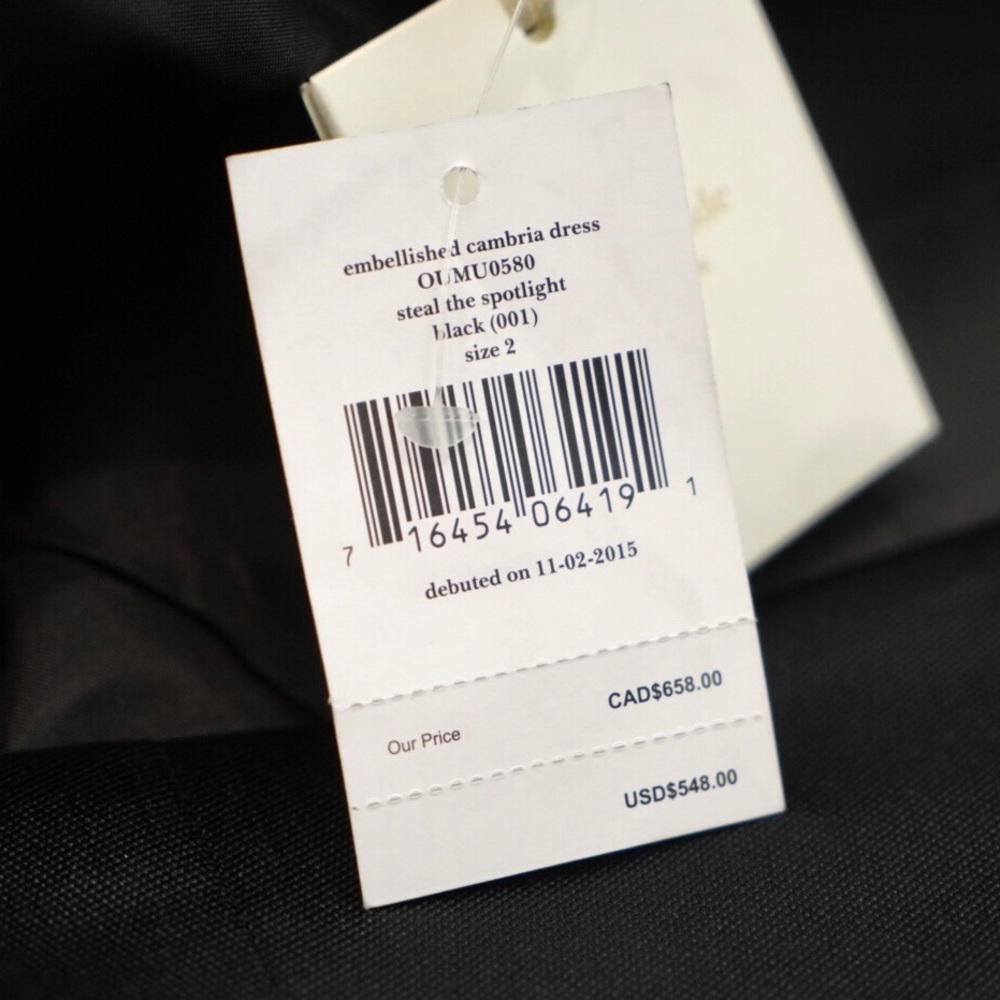 embellished cambria dress
OUMU0580
steal the spotlight
black (001)
size 2
7 16454 06419 1
debuted on 11-02-2015
CAD$658.00
Our Price
USD$548.00